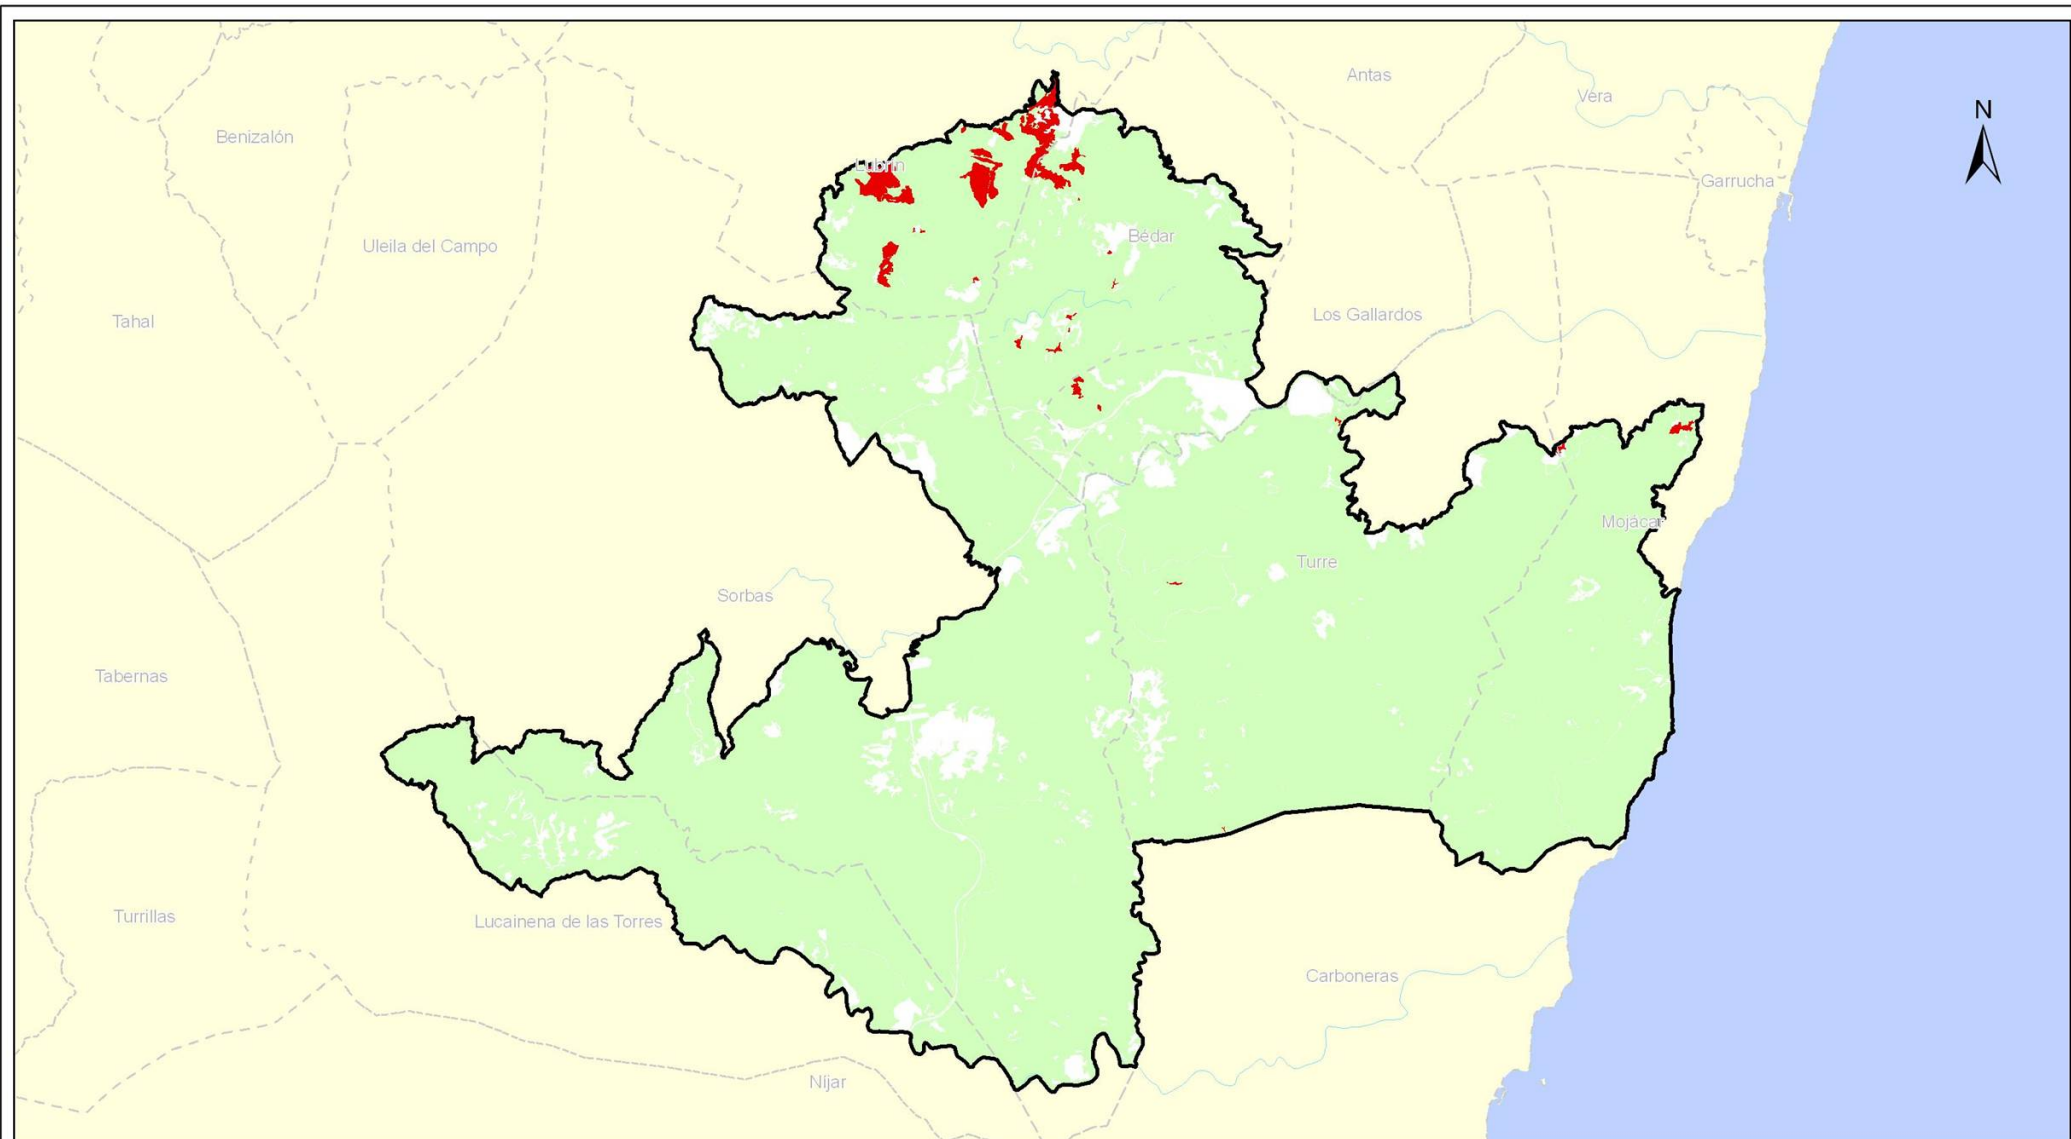 Antas
Vera
N
Benizalón
Lubrín
Garrucha
Bédar
Uleila del Campo
Los Gallardos
Tahal
Mojácar
Turre
Sorbas
Tabernas
Turrillas
Lucainena de las Torres
Carboneras
Níjar